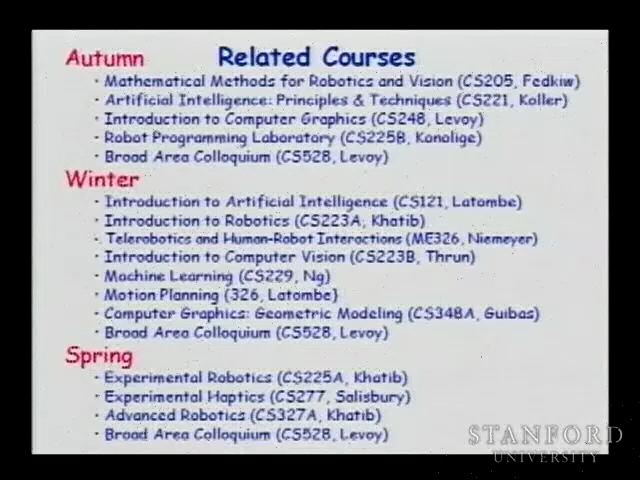 Related Courses
Autumn
· Mathematical Methods for Robotics and Vision (CS205, Fedkiw)
· Artificial Intelligence: Principles & Techniques (CS221, Koller)
· Introduction to Computer Graphics (CS248, Levoy)
· Robot Programming Laboratory (CS225B, Konolige)
· Broad Area Colloquium (CS528, Levoy)
Winter
· Introduction to Artificial Intelligence (CS121, Latombe)
· Introduction to Robotics (CS223A, Khatib)
· Telerobotics and Human-Robot Interactions (ME326, Niemeyer)
· Introduction to Computer Vision (CS223B, Thrun)
· Machine Learning (CS229, Ng)
· Motion Planning (326, Latombe}
· Computer Graphics: Geometric Modeling (CS348A, Guibas)
· Broad Area Colloquium (CS528, Levoy)
Spring
· Experimental Robotics (CS225A, Khatib)
· Experimental Haptics (CS277, Salisbury)
· Advanced Robotics (CS327A, Khatib)
· Broad Area Colloquium (CS528, Levoy)
STANFORD
UNIVERSITY